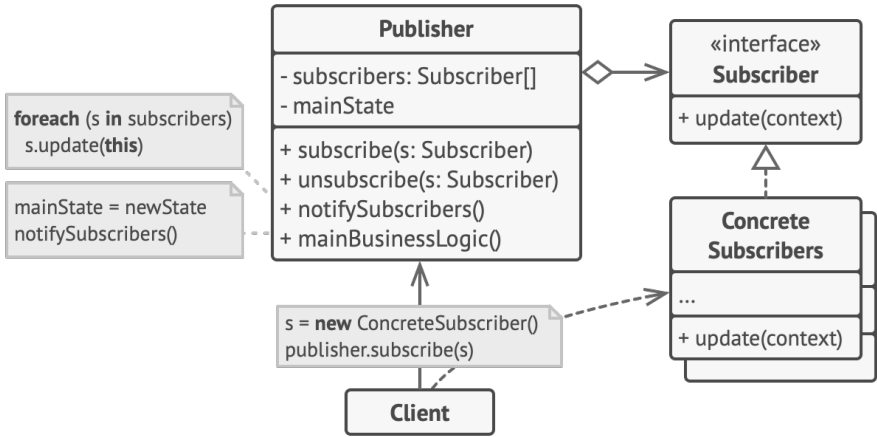 Publisher
- subscribers: Subscriber[]
- mainState
+ subscribe(s: Subscriber)
+ unsubscribe(s: Subscriber)
+ notifySubscribers()
+ mainBusinessLogic()
«interface»
Subscriber
+ update(context)
foreach (s in subscribers)
s.update(this)
mainState = newState
notifySubscribers()
Concrete
Subscribers
...
+ update(context)
s = new ConcreteSubscriber()
publisher.subscribe(s)
Client